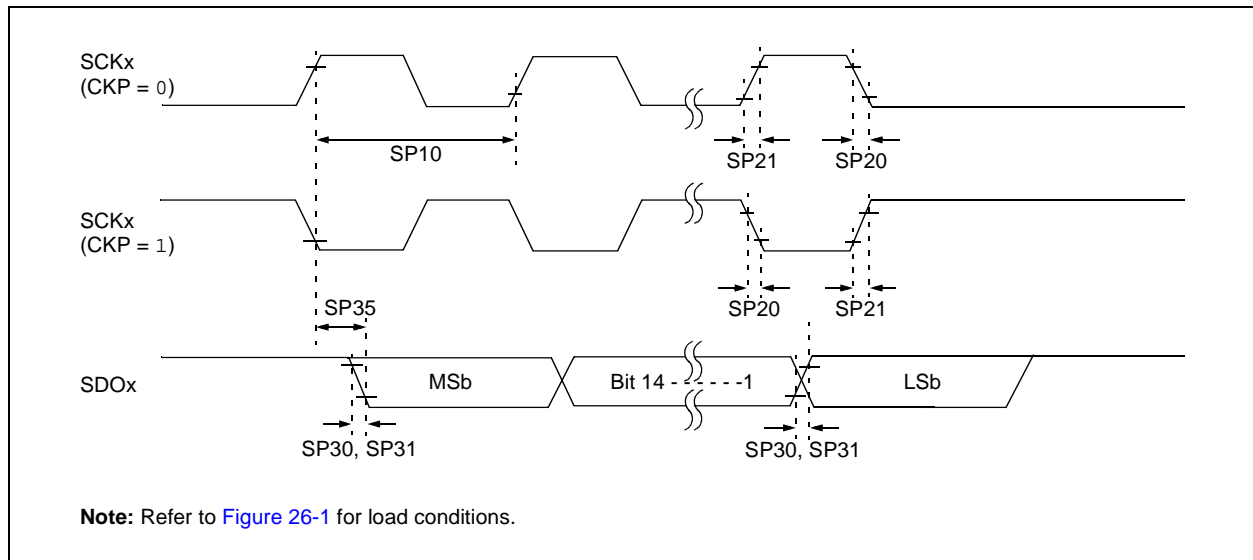 SCKx
(CKP = 0)
SP10
SP21
SP20
SCKx
(CKP = 1)
SP35
SP20
SP21
SDOx
MSb
Bit 14 - - - - - -1
LSb
SP30, SP31
SP30, SP31
Note: Refer to Figure 26-1 for load conditions.